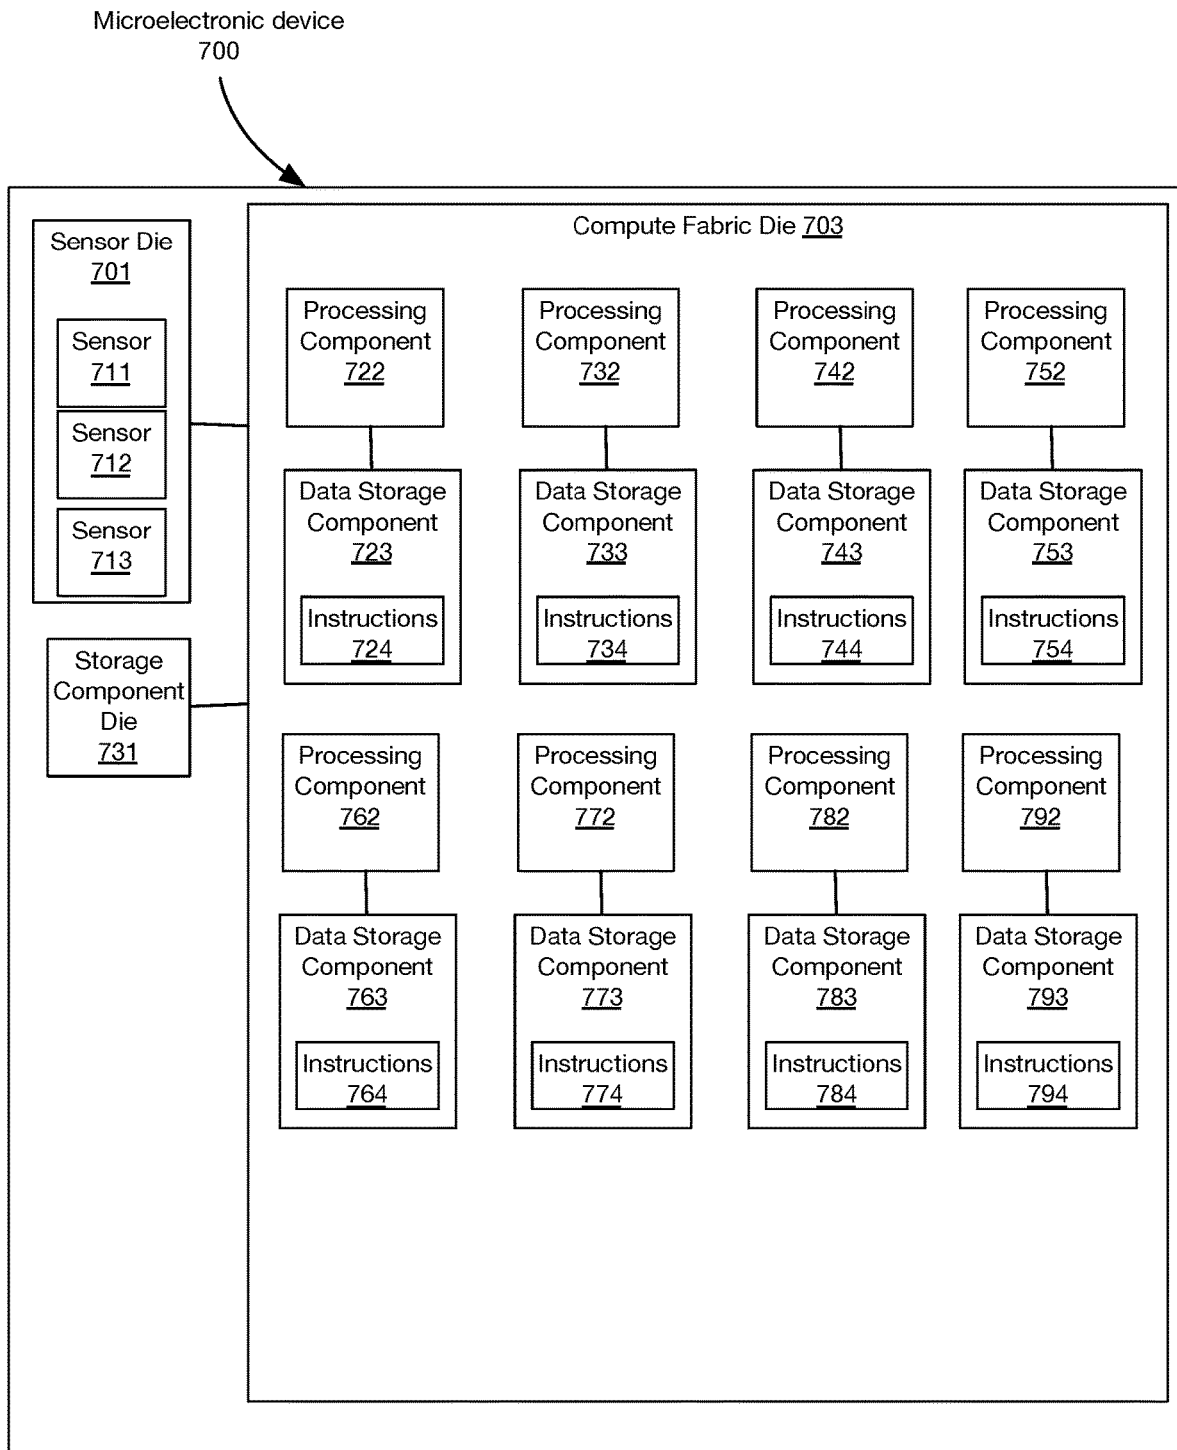 Microelectronic device
700
Sensor Die
701
Sensor
711
Sensor
712
Sensor
713
Storage
Component
Die
731
Compute Fabric Die 703
Processing
Component
722
Processing
Component
732
Processing
Component
742
Processing
Component
752
Data Storage
Component
723
Instructions
724
Data Storage
Component
733
Instructions
734
Data Storage
Component
743
Instructions
744
Data Storage
Component
753
Instructions
754
Processing
Component
762
Processing
Component
772
Processing
Component
782
Processing
Component
792
Data Storage
Component
763
Instructions
764
Data Storage
Component
773
Instructions
774
Data Storage
Component
783
Instructions
784
Data Storage
Component
793
Instructions
794